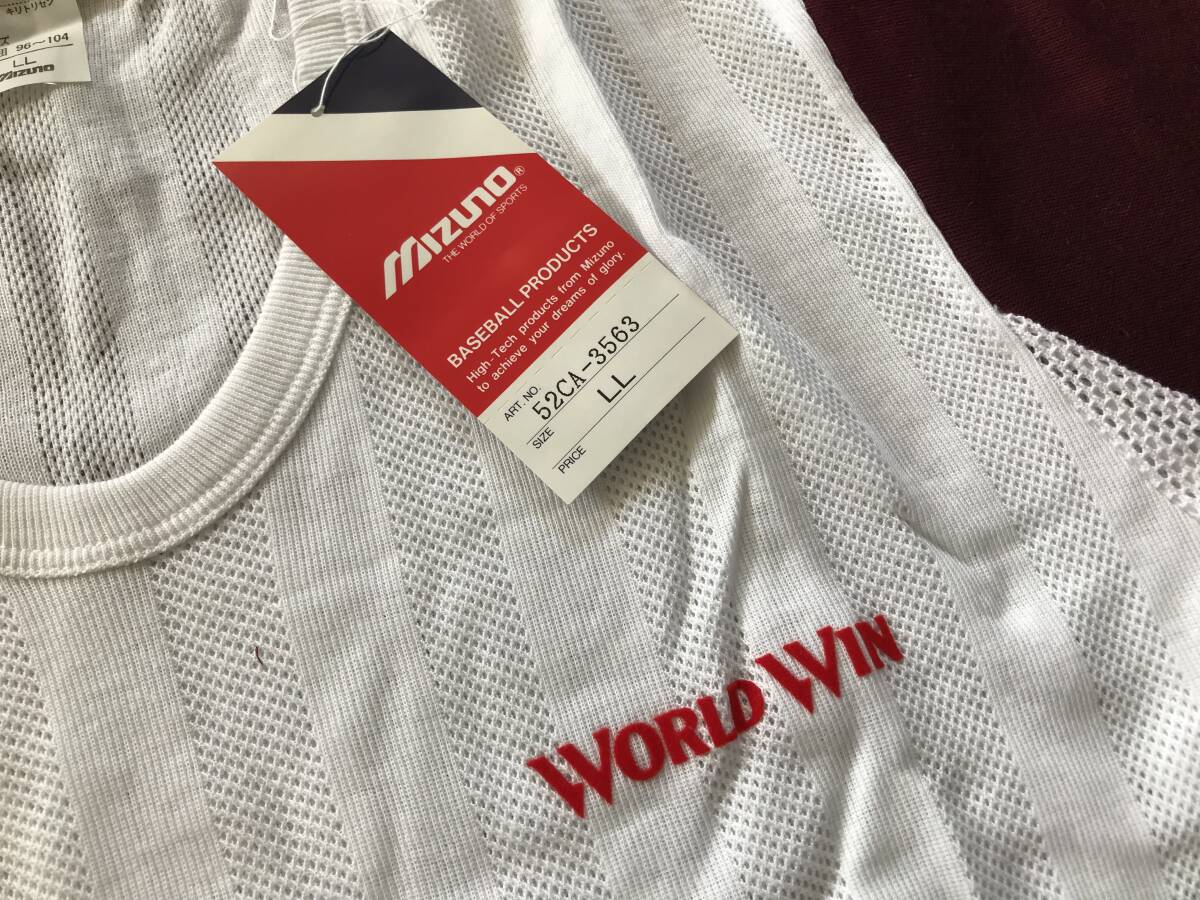 キリトリセン
ズ
96~104
LL
MIZUNO
MIZUNO®
THE WORLD OF SPORTS
BASEBALL PRODUCTS
High-Tech products from Mizuno
to achieve your dreams of glory.
ART. NO.
52CA-3563
SIZE LL
PRICE
WORLD WIN